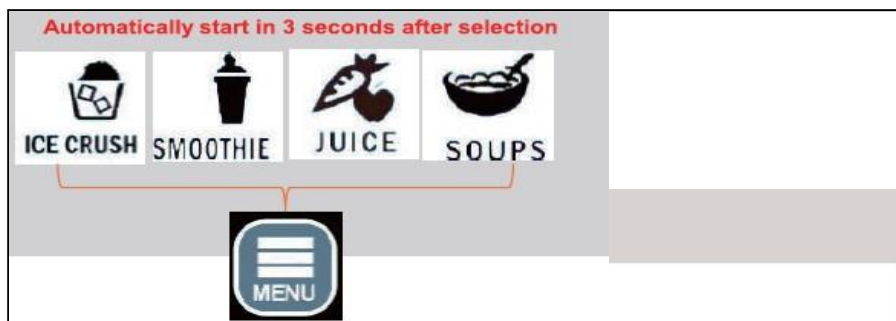 Automatically start in 3 seconds after selection
ICE CRUSH SMOOTHIE JUICE SOUPS
MENU